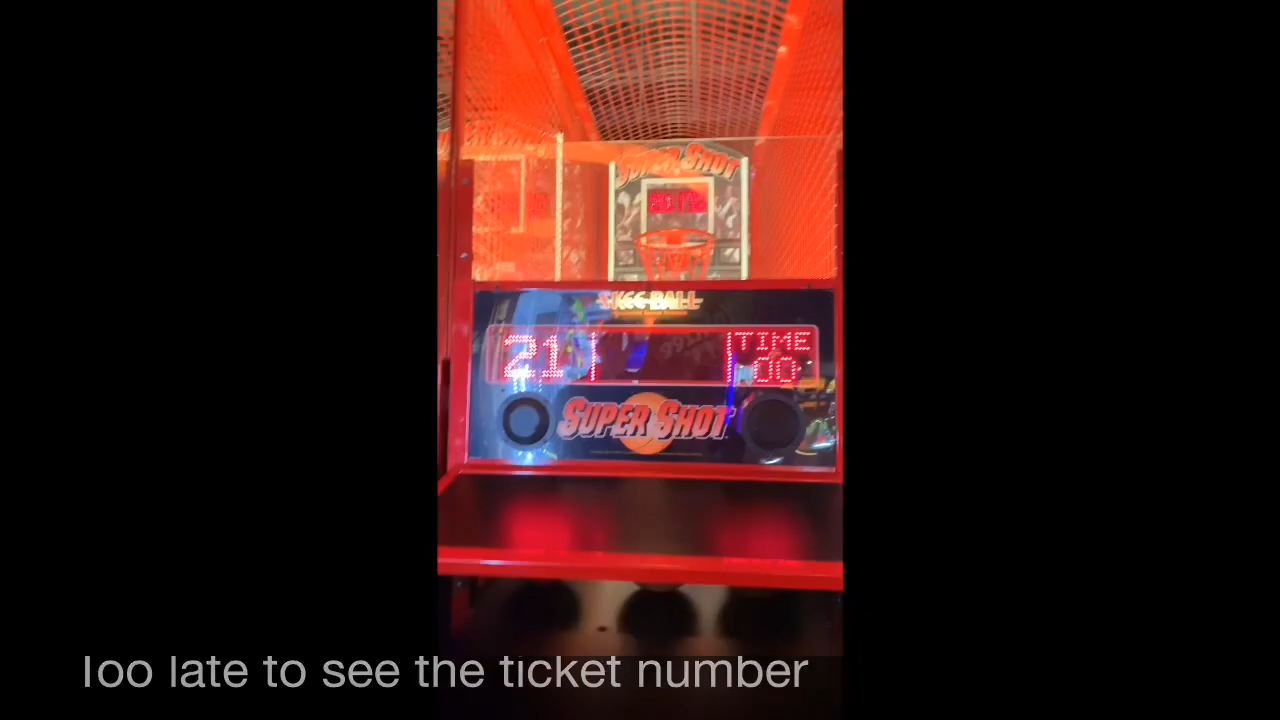 SUPER SHOT
SKEE-BALL
21
TIME
00
SUPER SHOT
Too late to see the ticket number